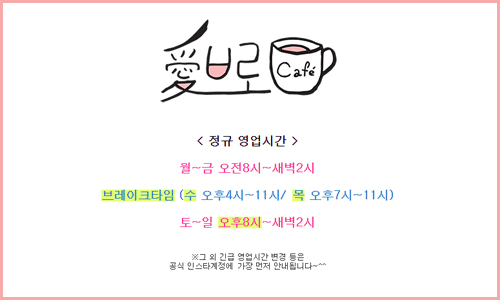 愛브로
Café
< 정규 영업시간 >
월~금 오전8시~새벽2시
브레이크타임 (수 오후4시~11시/ 목 오후7시~11시)
토~일 오후8시~새벽2시
※그 외 긴급 영업시간 변경 등은
공식 인스타계정에 가장 먼저 안내됩니다~^^